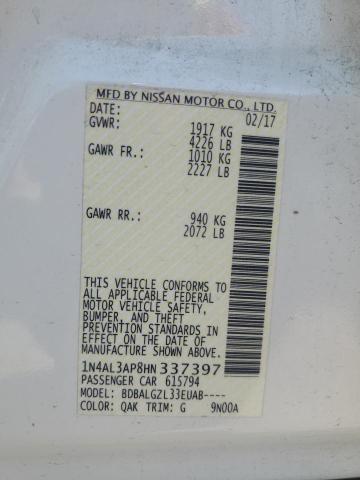 MFD BY NISSAN MOTOR CO., LTD.
DATE: 02/17
GVWR: 1917 KG
4226 LB
GAWR FR.: 1010 KG
2227 LB
GAWR RR.: 940 KG
2072 LB
THIS VEHICLE CONFORMS TO
ALL APPLICABLE FEDERAL
MOTOR VEHICLE SAFETY,
BUMPER, AND THEFT
PREVENTION STANDARDS
IN EFFECT ON THE DATE OF
MANUFACTURE SHOWN ABOVE.
1N4AL3AP8HN337397
PASSENGER CAR 615794
MODEL: BDBALGZL33EUAB----
COLOR: QAK TRIM: G 9N00A